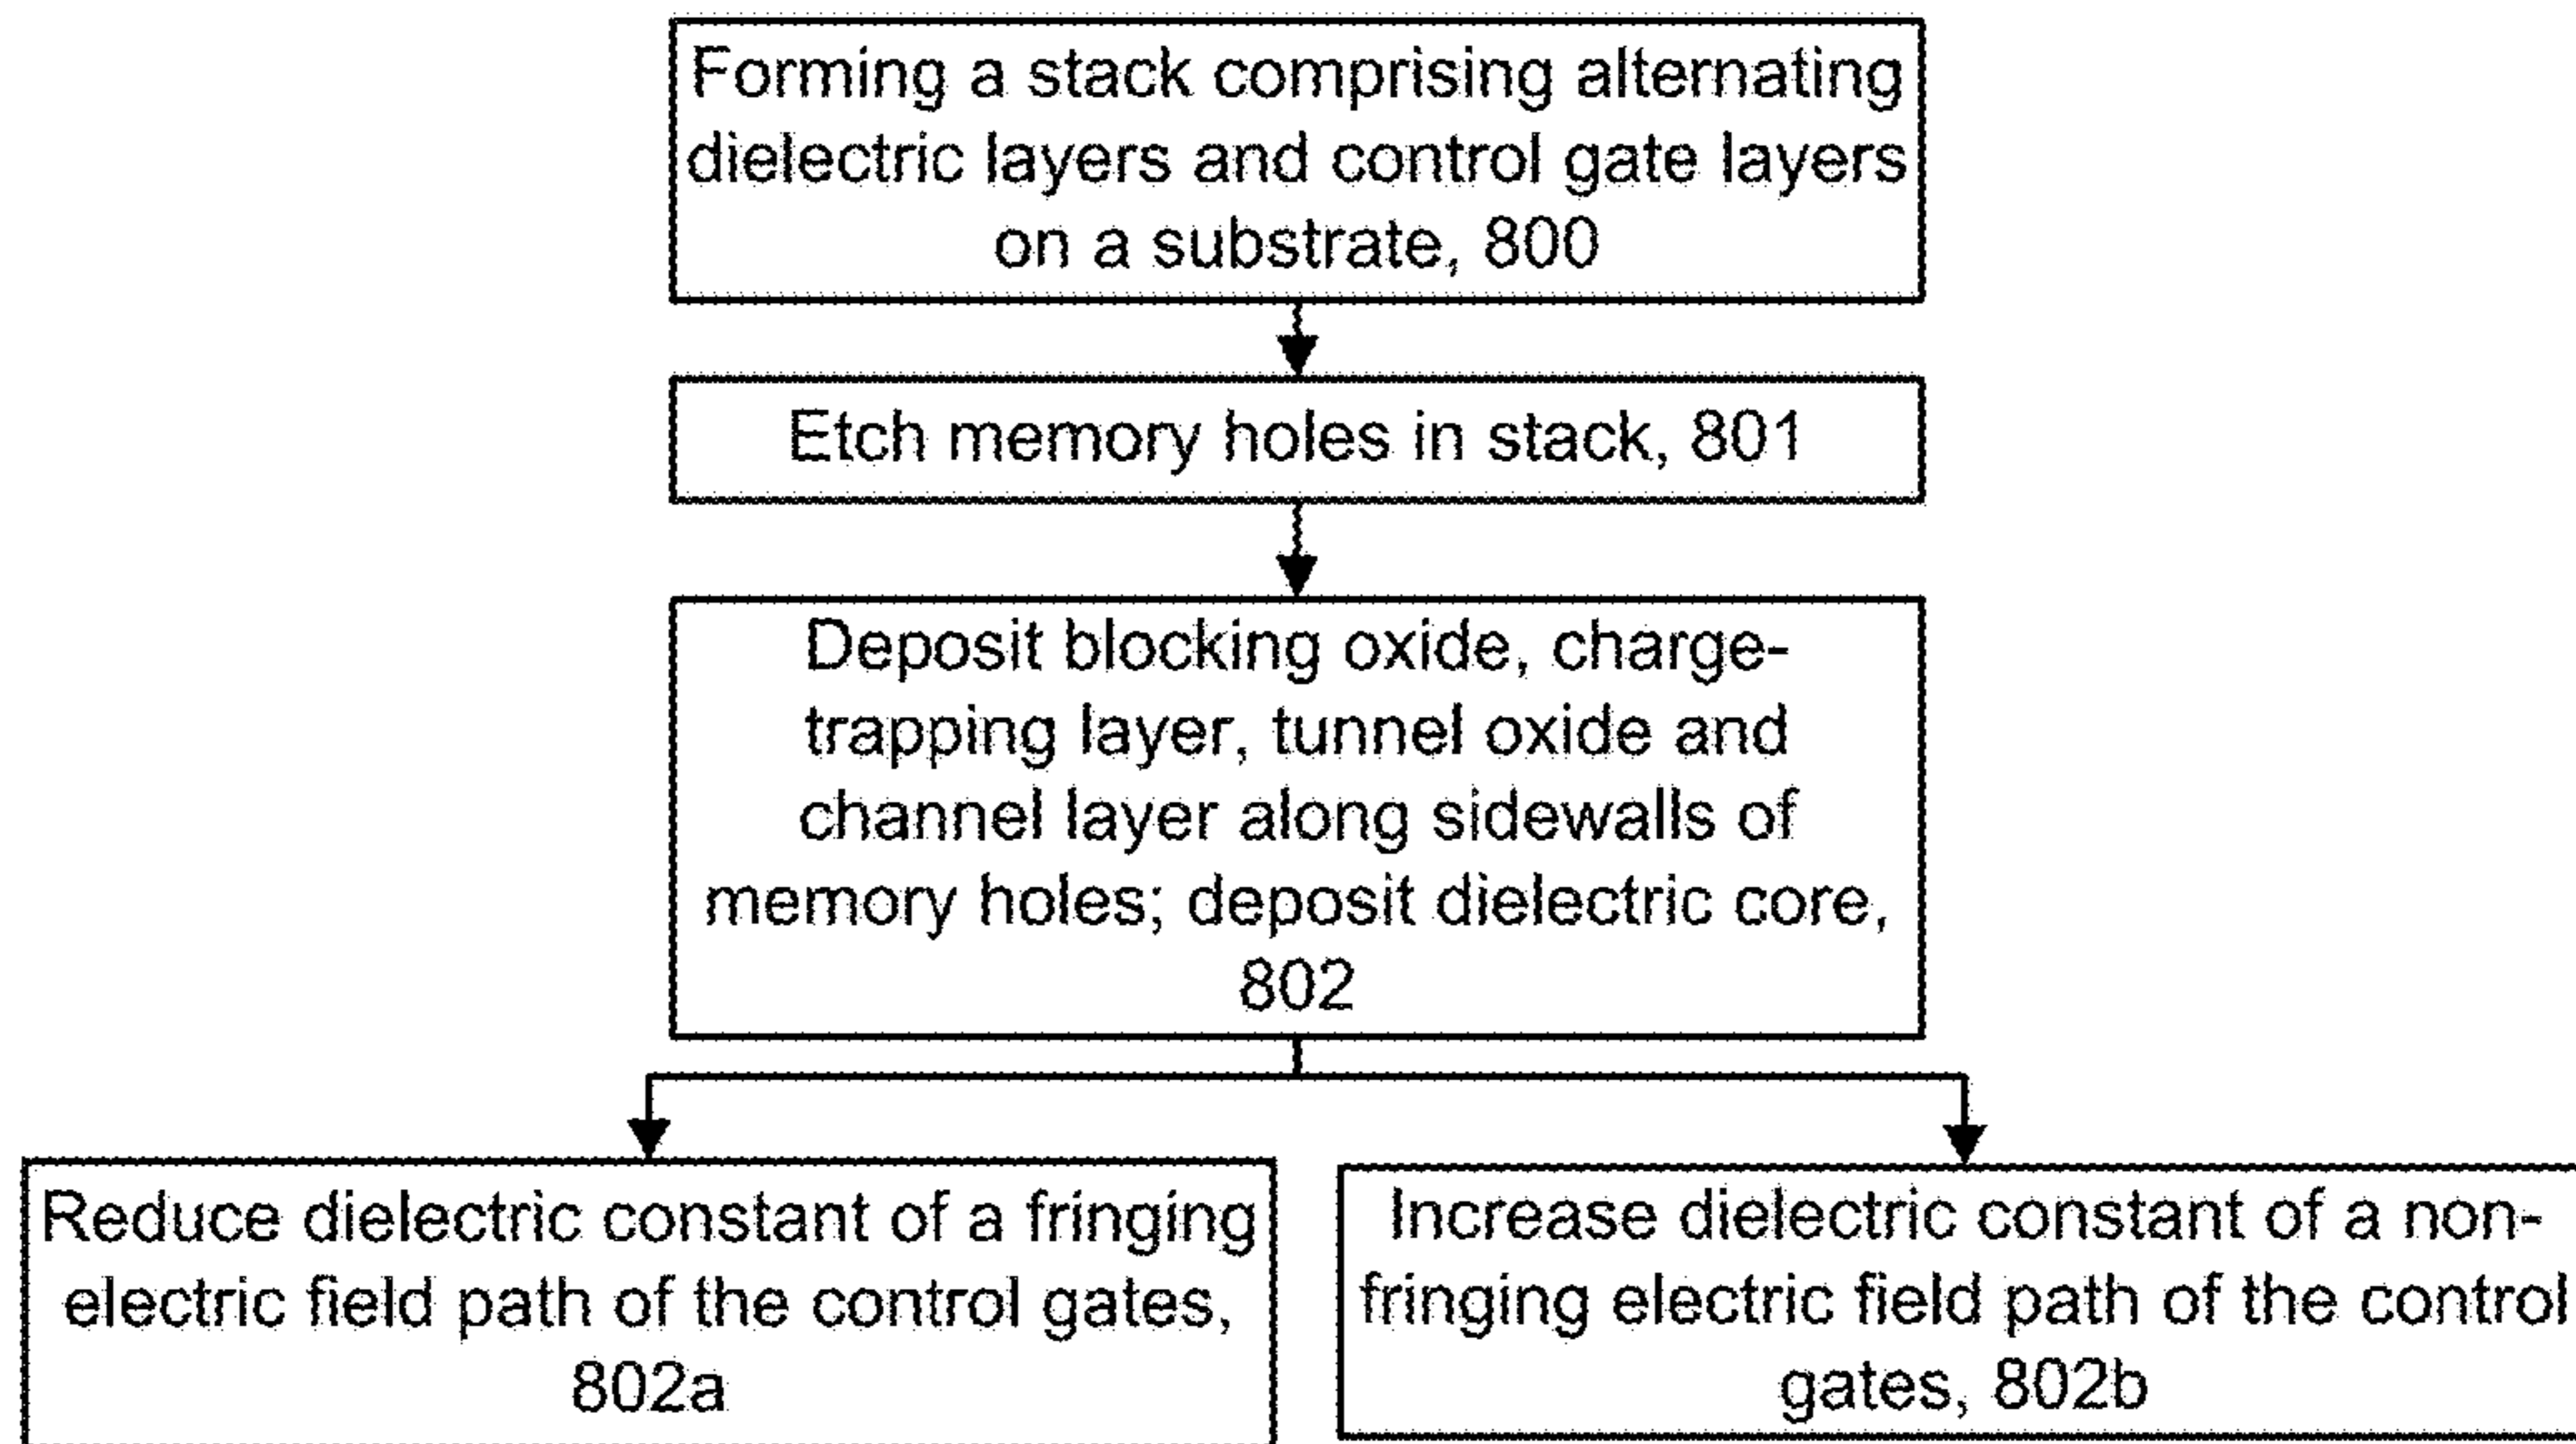 Forming a stack comprising alternating
dielectric layers and control gate layers
on a substrate, 800
Etch memory holes in stack, 801
Deposit blocking oxide, charge-
trapping layer, tunnel oxide and
channel layer along sidewalls of
memory holes; deposit dielectric core,
802
Reduce dielectric constant of a fringing
electric field path of the control gates,
802a
Increase dielectric constant of a non-
fringing electric field path of the control
gates, 802b